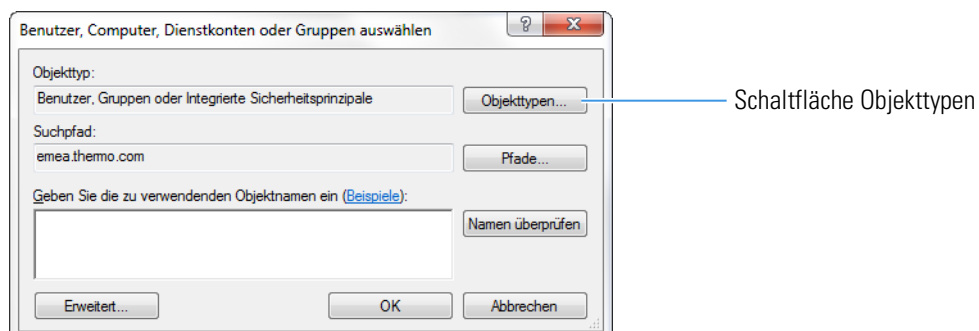 Benutzer, Computer, Dienstkonten oder Gruppen auswählen
Objekttyp:
Benutzer, Gruppen oder Integrierte Sicherheitsprinzipale
Objekttypen...
Schaltfläche Objekttypen
Suchpfad:
emea.thermo.com
Pfade...
Geben Sie die zu verwendenden Objektnamen ein (Beispiele):
Namen überprüfen
Erweitert...
OK
Abbrechen